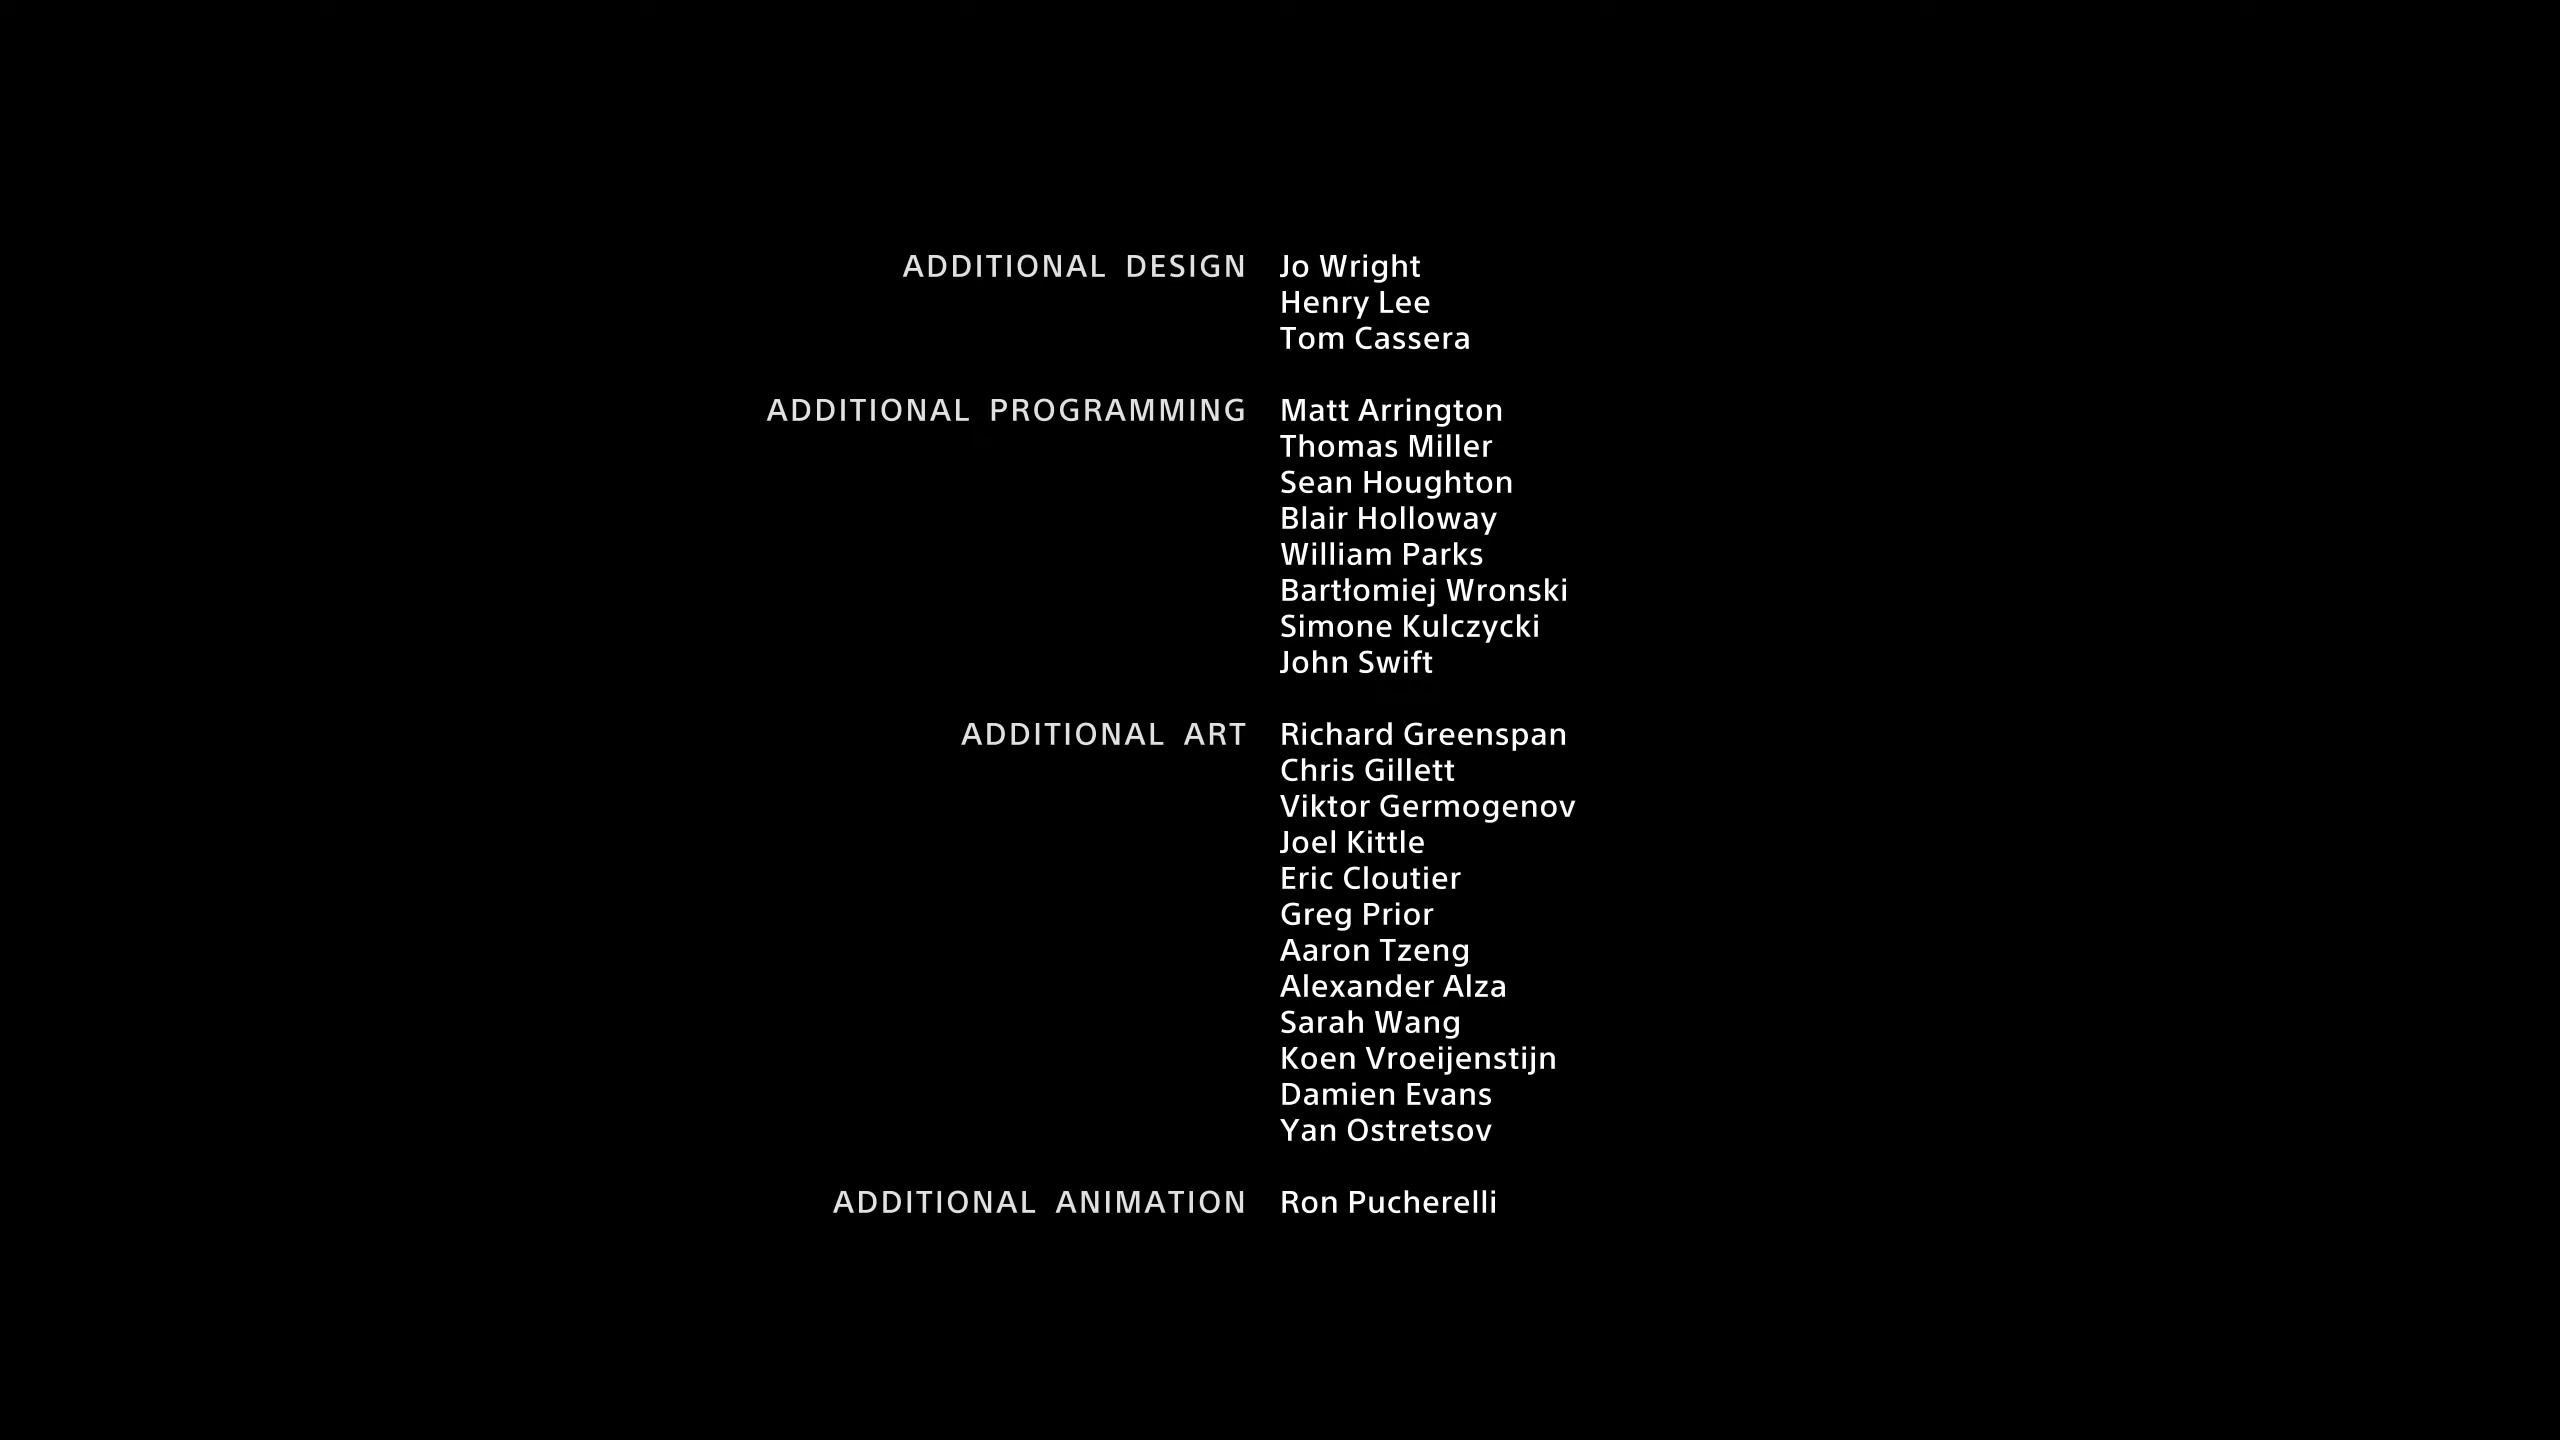 ADDITIONAL DESIGN Jo Wright
Henry Lee
Tom Cassera
ADDITIONAL PROGRAMMING Matt Arrington
Thomas Miller
Sean Houghton
Blair Holloway
William Parks
Bartłomiej Wronski
Simone Kulczycki
John Swift
ADDITIONAL ART Richard Greenspan
Chris Gillett
Viktor Germogenov
Joel Kittle
Eric Cloutier
Greg Prior
Aaron Tzeng
Alexander Alza
Sarah Wang
Koen Vroeijenstijn
Damien Evans
Yan Ostretsov
ADDITIONAL ANIMATION Ron Pucherelli